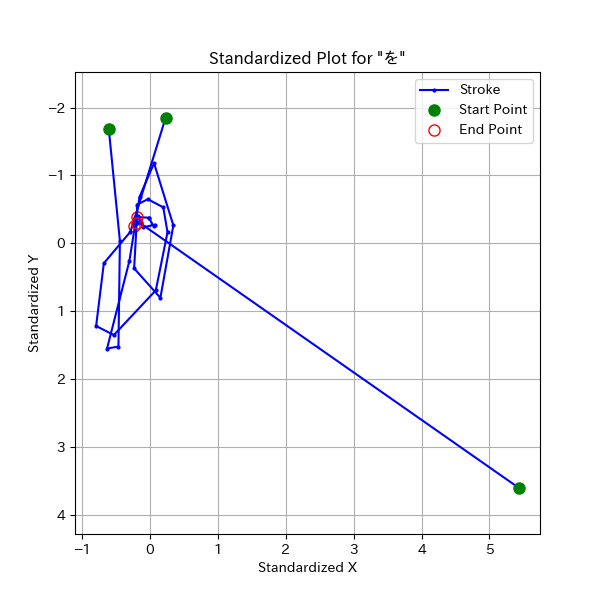 Standardized Plot for "を"
Stroke
Start Point
End Point
−2
−1
0
1
2
3
4
Standardized Y
−1 0 1 2 3 4 5
Standardized X